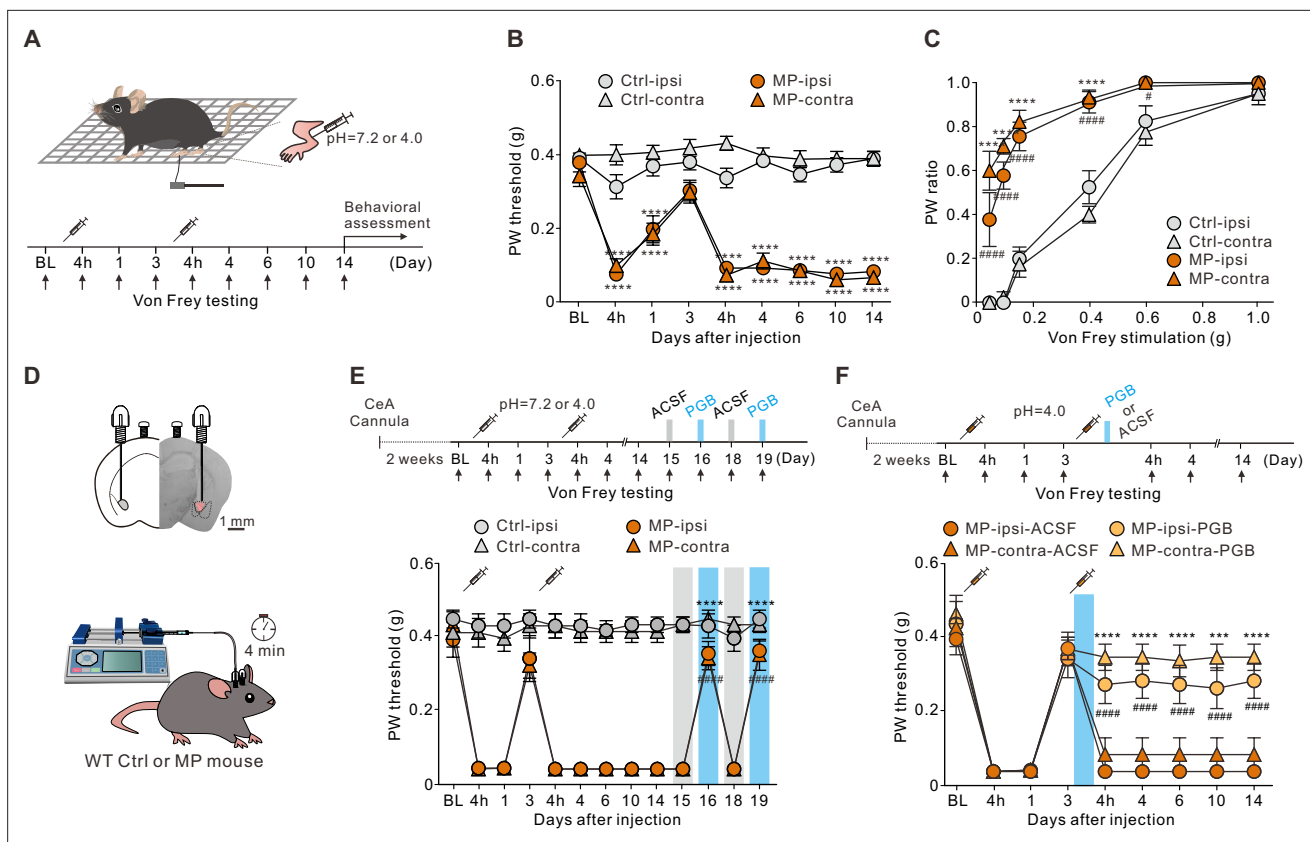 A
pH=7.2 or 4.0
Behavioral
assessment
BL 4h 1 3 4h 4 6 10 14 (Day)
Von Frey testing
B
Ctrl-ipsi MP-ipsi
Ctrl-contra MP-contra
PW threshold (g)
0.6
0.4
0.2
0
**** **** **** **** **** **** ****
**** **** **** **** **** **** ****
BL 4h 1 3 4h 4 6 10 14
Days after injection
C
PW ratio
1.0
0.8
0.6
0.4
0.2
0
**** ****
#
####
####
####
####
Ctrl-ipsi
Ctrl-contra
MP-ipsi
MP-contra
0.2 0.4 0.6 0.8 1.0
Von Frey stimulation (g)
D
1 mm
4 min
WT Ctrl or MP mouse
E
CeA
Cannula
pH=7.2 or 4.0
ACSF PGB ACSF PGB
2 weeks BL 4h 1 3 4h 4 14 15 16 18 19 (Day)
Von Frey testing
Ctrl-ipsi MP-ipsi
Ctrl-contra MP-contra
PW threshold (g)
0.6
0.4
0.2
0
**** ****
#### ####
BL 4h 1 3 4h 4 6 10 14 15 16 18 19
Days after injection
F
CeA
Cannula
pH=4.0
PGB
or
ACSF
2 weeks BL 4h 1 3 4h 4 14 (Day)
Von Frey testing
MP-ipsi-ACSF MP-ipsi-PGB
MP-contra-ACSF MP-contra-PGB
PW threshold (g)
0.6
0.4
0.2
0
**** **** **** *** ****
#### #### #### #### ####
BL 4h 1 3 4h 4 6 10 14
Days after injection